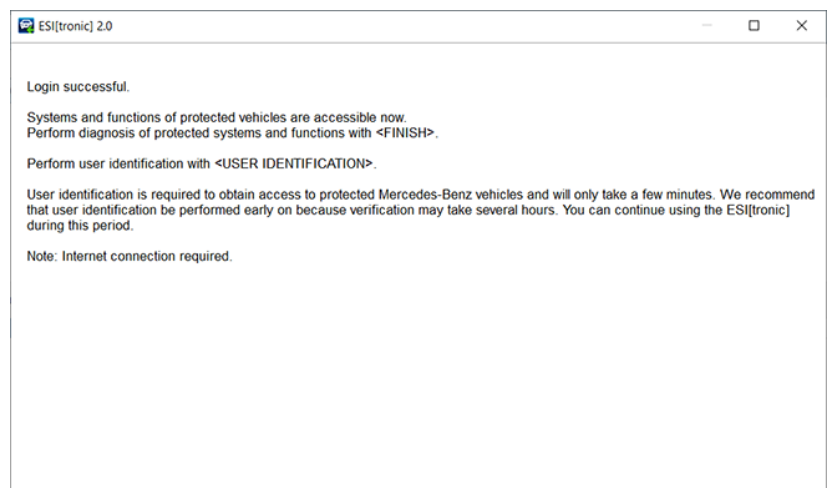 ESI[tronic] 2.0
Login successful.
Systems and functions of protected vehicles are accessible now.
Perform diagnosis of protected systems and functions with <FINISH>.
Perform user identification with <USER IDENTIFICATION>.
User identification is required to obtain access to protected Mercedes-Benz vehicles and will only take a few minutes. We recommend
that user identification be performed early on because verification may take several hours. You can continue using the ESI[tronic]
during this period.
Note: Internet connection required.